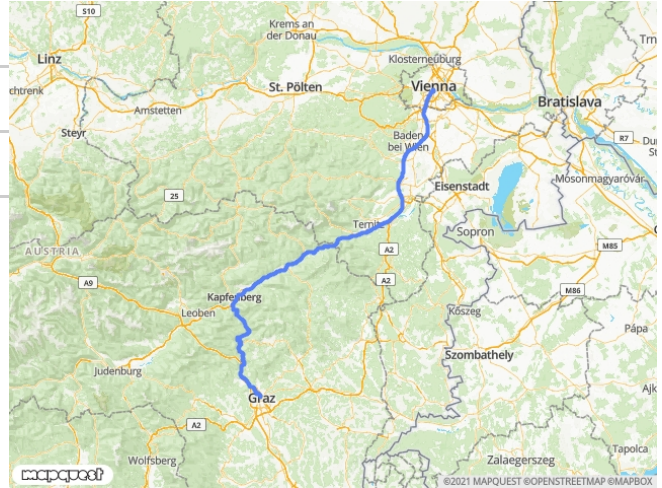 S10
Krems an
der Donau
Linz
Klosterneuburg
chtrenk
St. Pölten
Vienna
Amstetten
Bratislava
Steyr
Baden
bei Wien
R7
Mosonmagyaróvár
25
Eisenstadt
Ternit
Sopron
AUSTRIA
A2
M85
A9
A2
M86
Kapfenberg
Kőszeg
Leoben
Pápa
Szombathely
Judenburg
Ajk
Graz
A2
Wolfsberg
Zalaegerszeg
Tapolca
mapquest
©2021 MAPQUEST ©OPENSTREETMAP ©MAPBOX